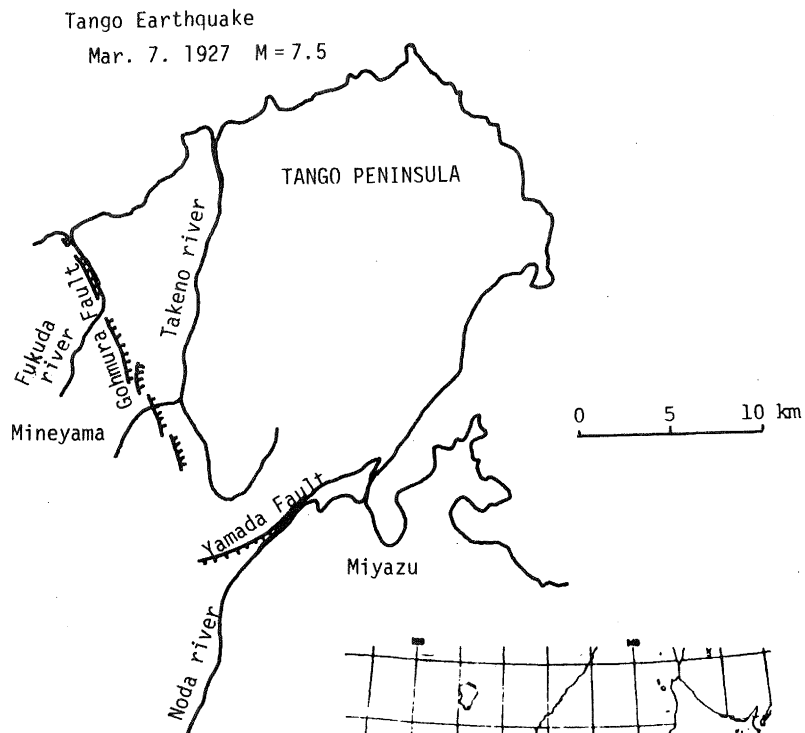 Tango Earthquake
Mar. 7. 1927 M = 7.5
TANGO PENINSULA
Takeno river
Gohmura Fault
Fukuda
river
Mineyama
0 5 10 km
Yamada Fault
Miyazu
Noda river